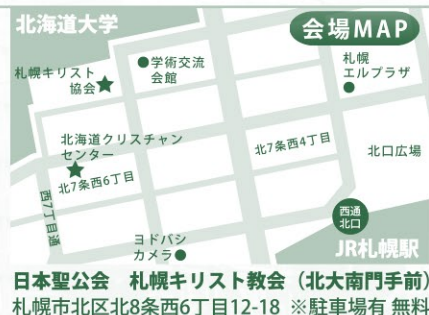 北海道大学
会場MAP
札幌キリスト
協会
学術交流
会館
札幌
エルプラザ
北海道クリスチャン
センター
北7条西6丁目
北7条西4丁目
北口広場
西7丁目通
西通
北口
ヨドバシ
カメラ
JR札幌駅
日本聖公会 札幌キリスト教会（北大南門手前）
札幌市北区北8条西6丁目12-18 ※駐車場有 無料